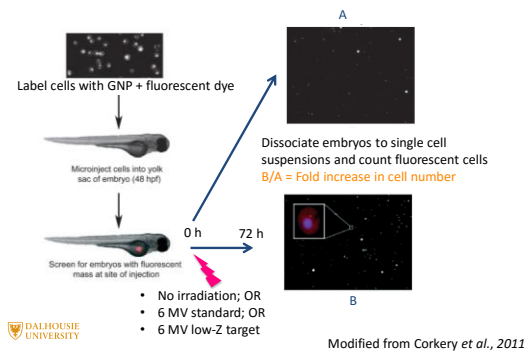 A
Label cells with GNP + fluorescent dye
Microinject cells into yolk
sac of embryo (48 hpf)
Dissociate embryos to single cell
suspensions and count fluorescent cells
B/A = Fold increase in cell number
0 h
72 h
Screen for embryos with fluorescent
mass at site of injection
B
• No irradiation; OR
• 6 MV standard; OR
• 6 MV low-Z target
DALHOUSIE
UNIVERSITY
Modified from Corkery et al., 2011